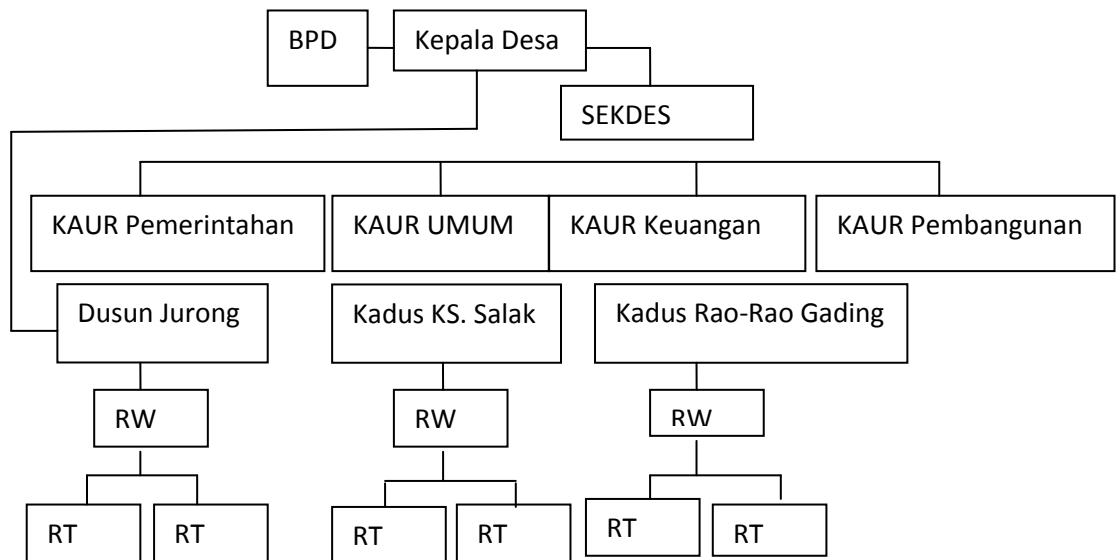 BPD
Kepala Desa
SEKDES
KAUR Pemerintahan
KAUR UMUM
KAUR Keuangan
KAUR Pembangunan
Dusun Jurong
Kadus KS. Salak
Kadus Rao-Rao Gading
RW
RW
RW
RT
RT
RT
RT
RT
RT